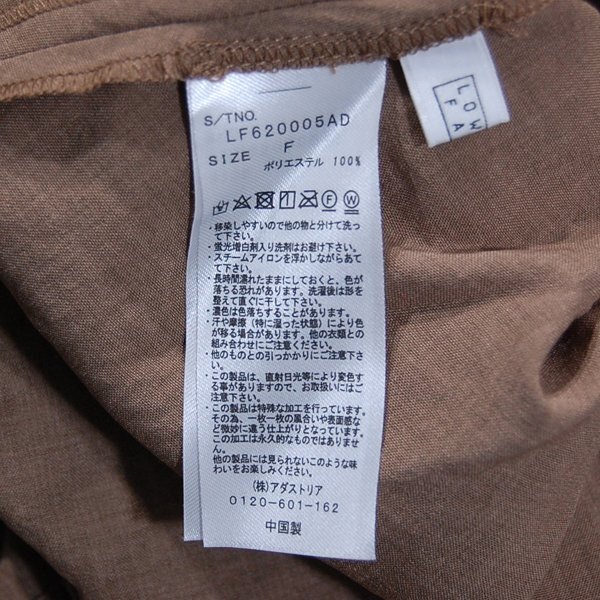 S/TNO.
LF620005AD
SIZE F
ポリエステル 100%
・移染しやすいので他の物と分けて洗っ
て下さい。
・蛍光増白剤入り洗剤はお避け下さい。
・スチームアイロンを浮かしながらあて
て下さい。
・長時間濡れたままにしておくと、色が
落ちる恐れがあります。洗濯後は形を
整えて直ぐに干して下さい。
・濃色は色落ちすることがあります。
・汗や摩擦（特に湿った状態）により色
が移る場合があります。他の衣類との
組み合わせにご注意ください。
・他のものとの引っかかりにご注意下さ
い。
・この製品は、直射日光等により変色す
る事がありますので、お取扱いにはご
注意下さい。
・この製品は特殊な加工を行っています。
その為、一枚一枚の風合いや表面感な
ど微妙に違う仕上がりとなっています。
この加工は永久的なものではありませ
ん。
他の製品には見られないこのような味
わいをお楽しみください。
(株)アダストリア
0120-601-162
中国製
LOW
F A